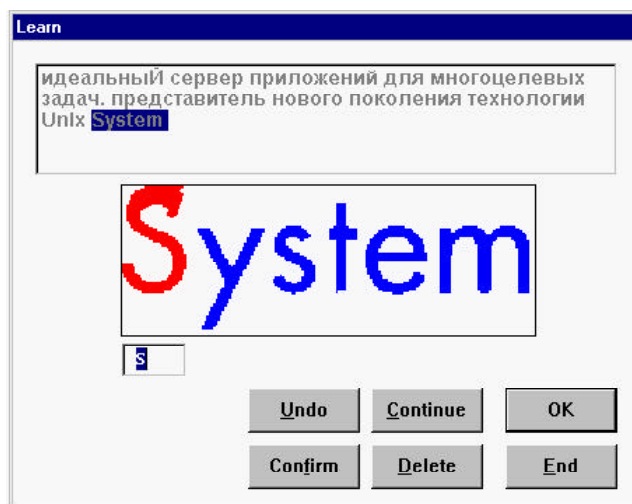 Learn
идеальныЙ сервер приложений для многоцелевых
задач. представитель нового поколения технологии
Unix System
System
S
Undo Continue OK
Confirm Delete End